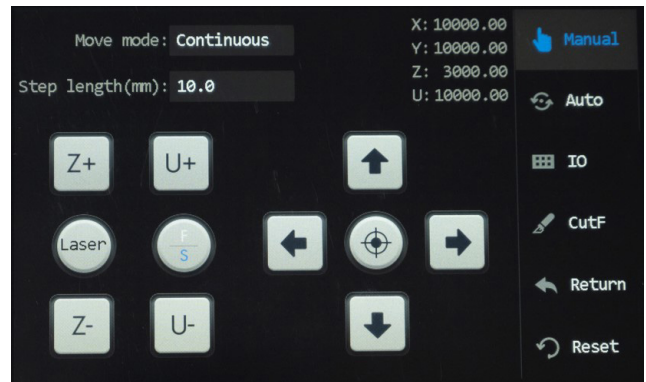 Move mode: Continuous
Step length(mm): 10.0
X: 10000.00
Y: 10000.00
Z: 3000.00
U: 10000.00
Z+
U+
Laser
F
S
Z-
U-
Manual
Auto
IO
CutF
Return
Reset